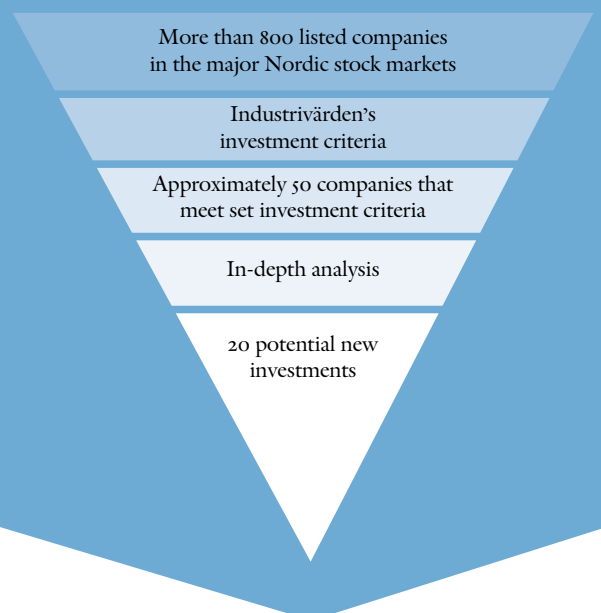 More than 800 listed companies
in the major Nordic stock markets
Industrivärden’s
investment criteria
Approximately 50 companies that
meet set investment criteria
In-depth analysis
20 potential new
investments